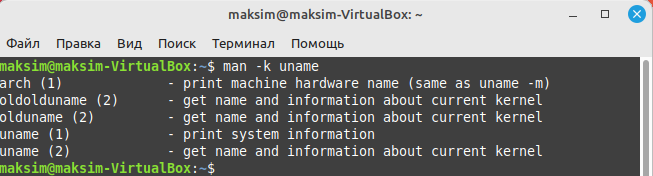 maksim@maksim-VirtualBox: ~
Файл Правка Вид Поиск Терминал Помощь
maksim@maksim-VirtualBox:~$ man -k uname
arch (1)             - print machine hardware name (same as uname -m)
oldolduname (2)      - get name and information about current kernel
olduname (2)         - get name and information about current kernel
uname (1)            - print system information
uname (2)            - get name and information about current kernel
maksim@maksim-VirtualBox:~$